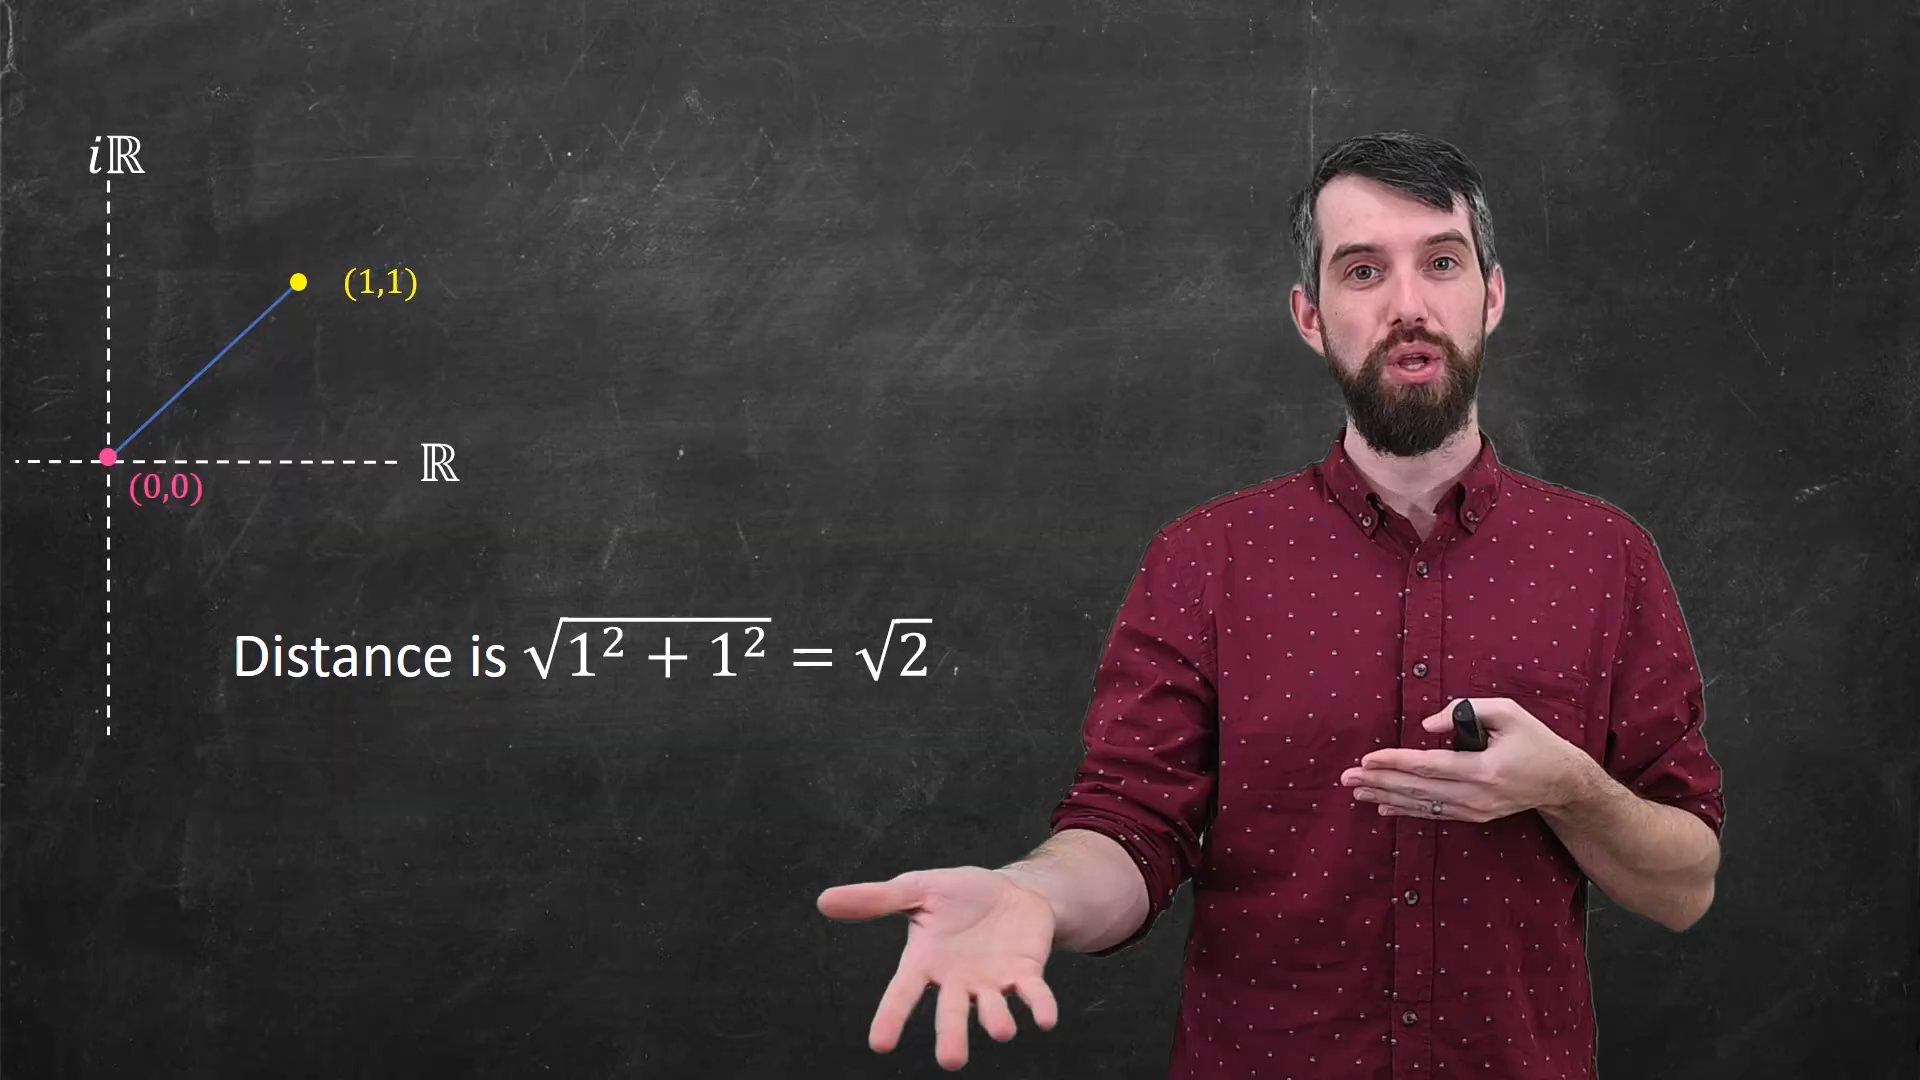 iℝ
(1,1)
ℝ
(0,0)
Distance is √(1² + 1²) = √2